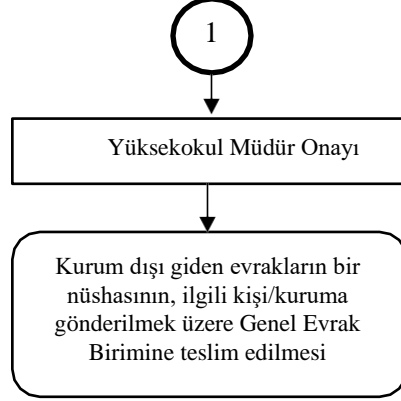 1
Yüksekokul Müdür Onayı
Kurum dışı giden evrakların bir
nüshasının, ilgili kişi/kuruma
gönderilmek üzere Genel Evrak
Birimine teslim edilmesi